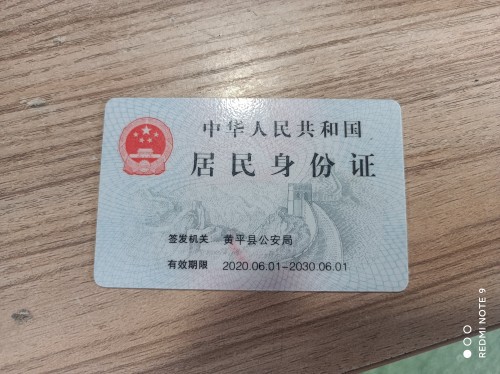 中华人民共和国
居民身份证
签发机关 黄平县公安局
有效期限 2020.06.01-2030.06.01
REDMI NOTE 9